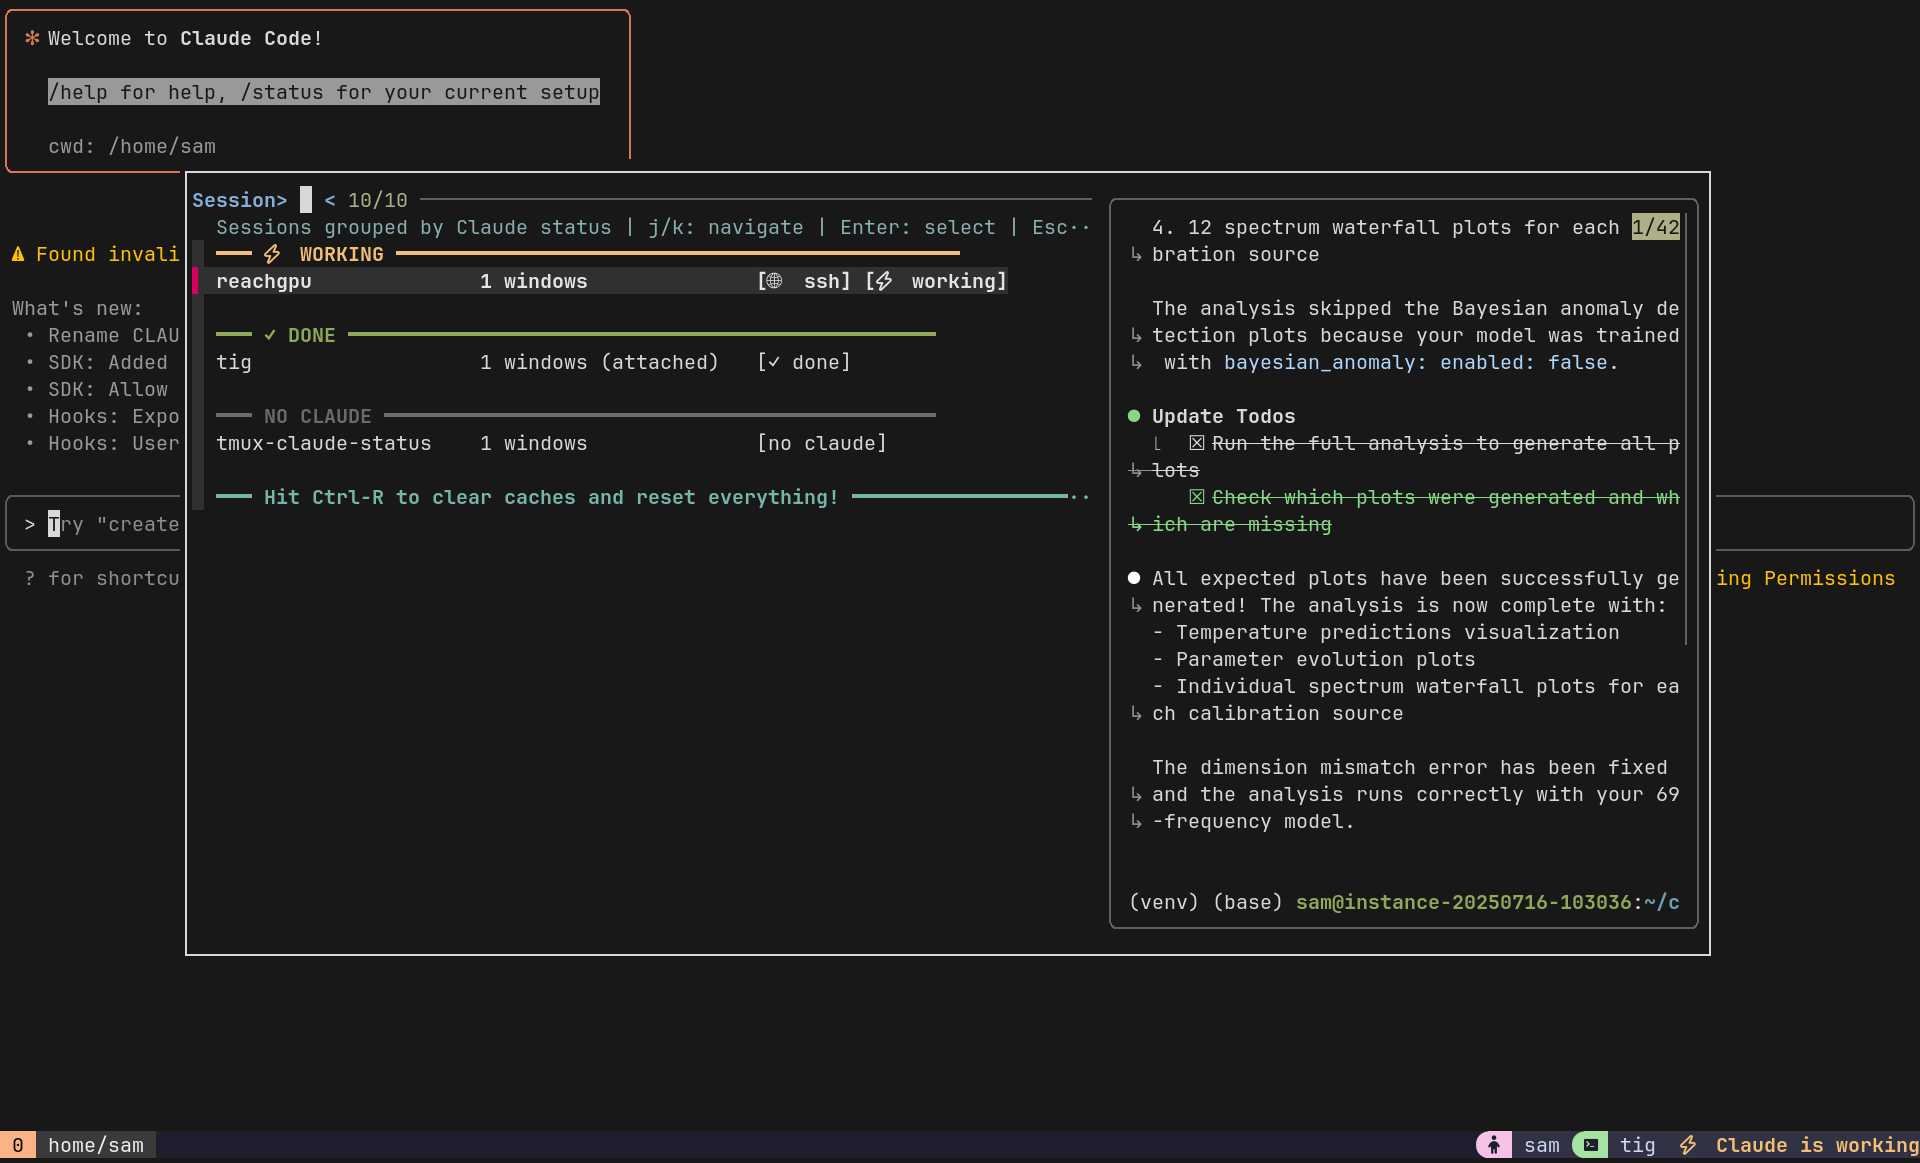 ✻ Welcome to Claude Code!
/help for help, /status for your current setup
cwd: /home/sam
⚠ Found invali
What's new:
• Rename CLAU
• SDK: Added
• SDK: Allow
• Hooks: Expo
• Hooks: User
> Try "create
? for shortcu
ing Permissions
Session> < 10/10
Sessions grouped by Claude status | j/k: navigate | Enter: select | Esc··
⚡ WORKING
reachgpu 1 windows [🌐 ssh] [⚡ working]
✓ DONE
tig 1 windows (attached) [✓ done]
NO CLAUDE
tmux-claude-status 1 windows [no claude]
Hit Ctrl-R to clear caches and reset everything! ··
4. 12 spectrum waterfall plots for each 1/42
↳ bration source
The analysis skipped the Bayesian anomaly de
↳ tection plots because your model was trained
↳ with bayesian_anomaly: enabled: false.
● Update Todos
⎣ ☒ Run the full analysis to generate all p
↳ lots
☒ Check which plots were generated and wh
↳ ich are missing
● All expected plots have been successfully ge
↳ nerated! The analysis is now complete with:
- Temperature predictions visualization
- Parameter evolution plots
- Individual spectrum waterfall plots for ea
↳ ch calibration source
The dimension mismatch error has been fixed
↳ and the analysis runs correctly with your 69
↳ -frequency model.
(venv) (base) sam@instance-20250716-103036:~/c
0 home/sam
sam tig ⚡ Claude is working